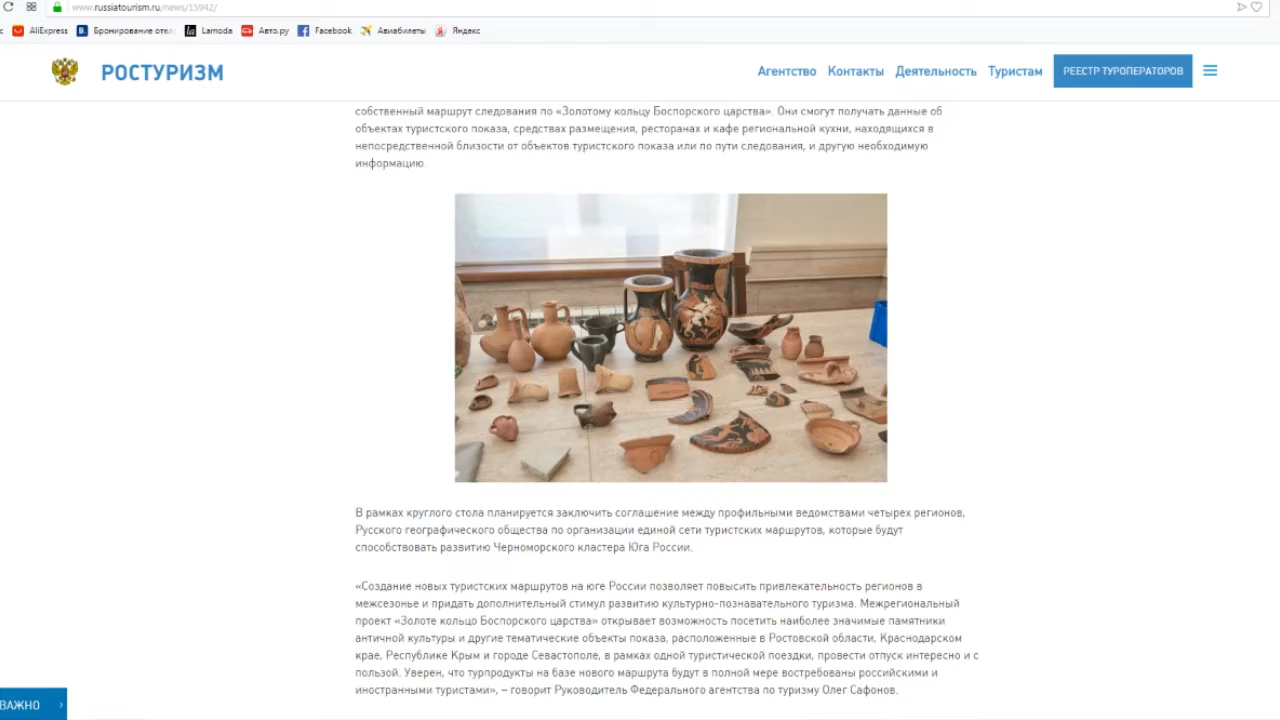 www.russiatourism.ru/news/15942/
с AliExpress Бронирование отел Lamoda Авто.ру Facebook Авиабилеты Яндекс
РОСТУРИЗМ Агентство Контакты Деятельность Туристам РЕЕСТР ТУРОПЕРАТОРОВ
собственный маршрут следования по «Золотому кольцу Боспорского царства». Они смогут получать данные об
объектах туристского показа, средствах размещения, ресторанах и кафе региональной кухни, находящихся в
непосредственной близости от объектов туристского показа или по пути следования, и другую необходимую
информацию.
В рамках круглого стола планируется заключить соглашение между профильными ведомствами четырех регионов,
Русского географического общества по организации единой сети туристских маршрутов, которые будут
способствовать развитию Черноморского кластера Юга России.
«Создание новых туристских маршрутов на юге России позволяет повысить привлекательность регионов в
межсезонье и придать дополнительный стимул развитию культурно-познавательного туризма. Межрегиональный
проект «Золоте кольцо Боспорского царства» открывает возможность посетить наиболее значимые памятники
античной культуры и другие тематические объекты показа, расположенные в Ростовской области, Краснодарском
крае, Республике Крым и городе Севастополе, в рамках одной туристической поездки, провести отпуск интересно и с
пользой. Уверен, что турпродукты на базе нового маршрута будут в полной мере востребованы российскими и
иностранными туристами», – говорит Руководитель Федерального агентства по туризму Олег Сафонов.
ВАЖНО